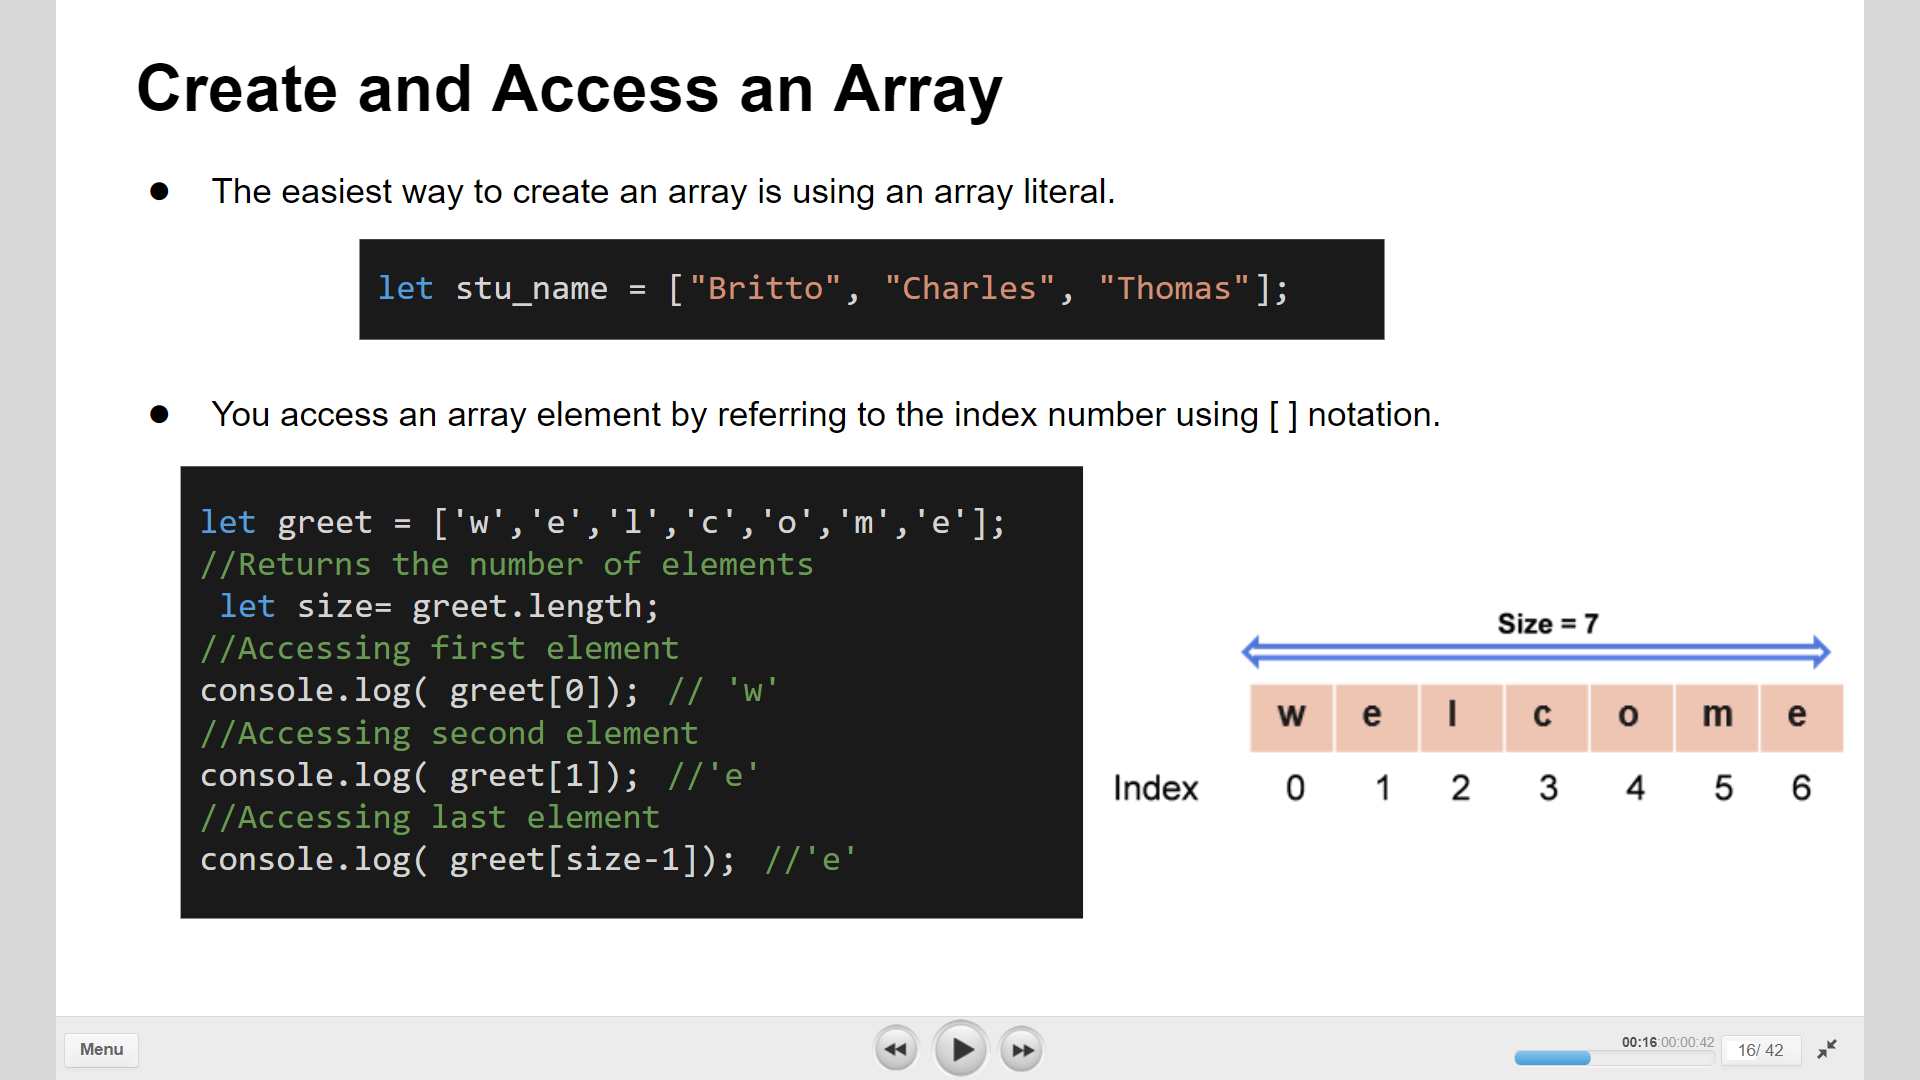 Create and Access an Array
● The easiest way to create an array is using an array literal.
let stu_name = ["Britto", "Charles", "Thomas"];
● You access an array element by referring to the index number using [ ] notation.
let greet = ['w','e','l','c','o','m','e'];
//Returns the number of elements
let size= greet.length;
//Accessing first element
console.log( greet[0]); // 'w'
//Accessing second element
console.log( greet[1]); //'e'
//Accessing last element
console.log( greet[size-1]); //'e'
Size = 7
w e l c o m e
Index 0 1 2 3 4 5 6
Menu
00:16:00:00:42
16/ 42